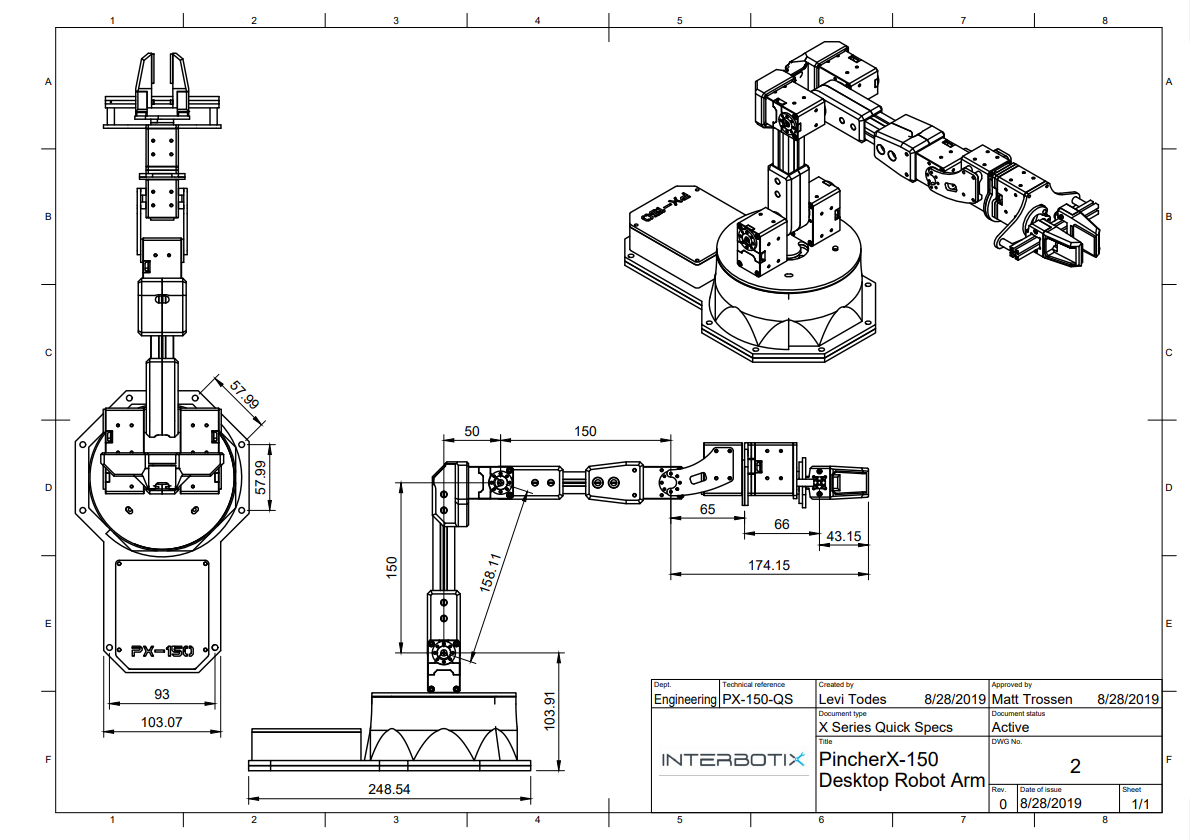 1 2 3 4 5 6 7 8
A A
B B
C C
D D
E E
F F
PX-150
57.99
57.99
PX-150
93
103.07
50 150
150
158.11
65
66
43.15
174.15
103.91
248.54
Dept. Technical reference Created by Approved by
Engineering PX-150-QS Levi Todes 8/28/2019 Matt Trossen 8/28/2019
Document type Document status
X Series Quick Specs Active
Title DWG No.
INTERBOTIX
PincherX-150
Desktop Robot Arm
2
Rev. Date of issue Sheet
0 8/28/2019 1/1
1 2 3 4 5 6 7 8